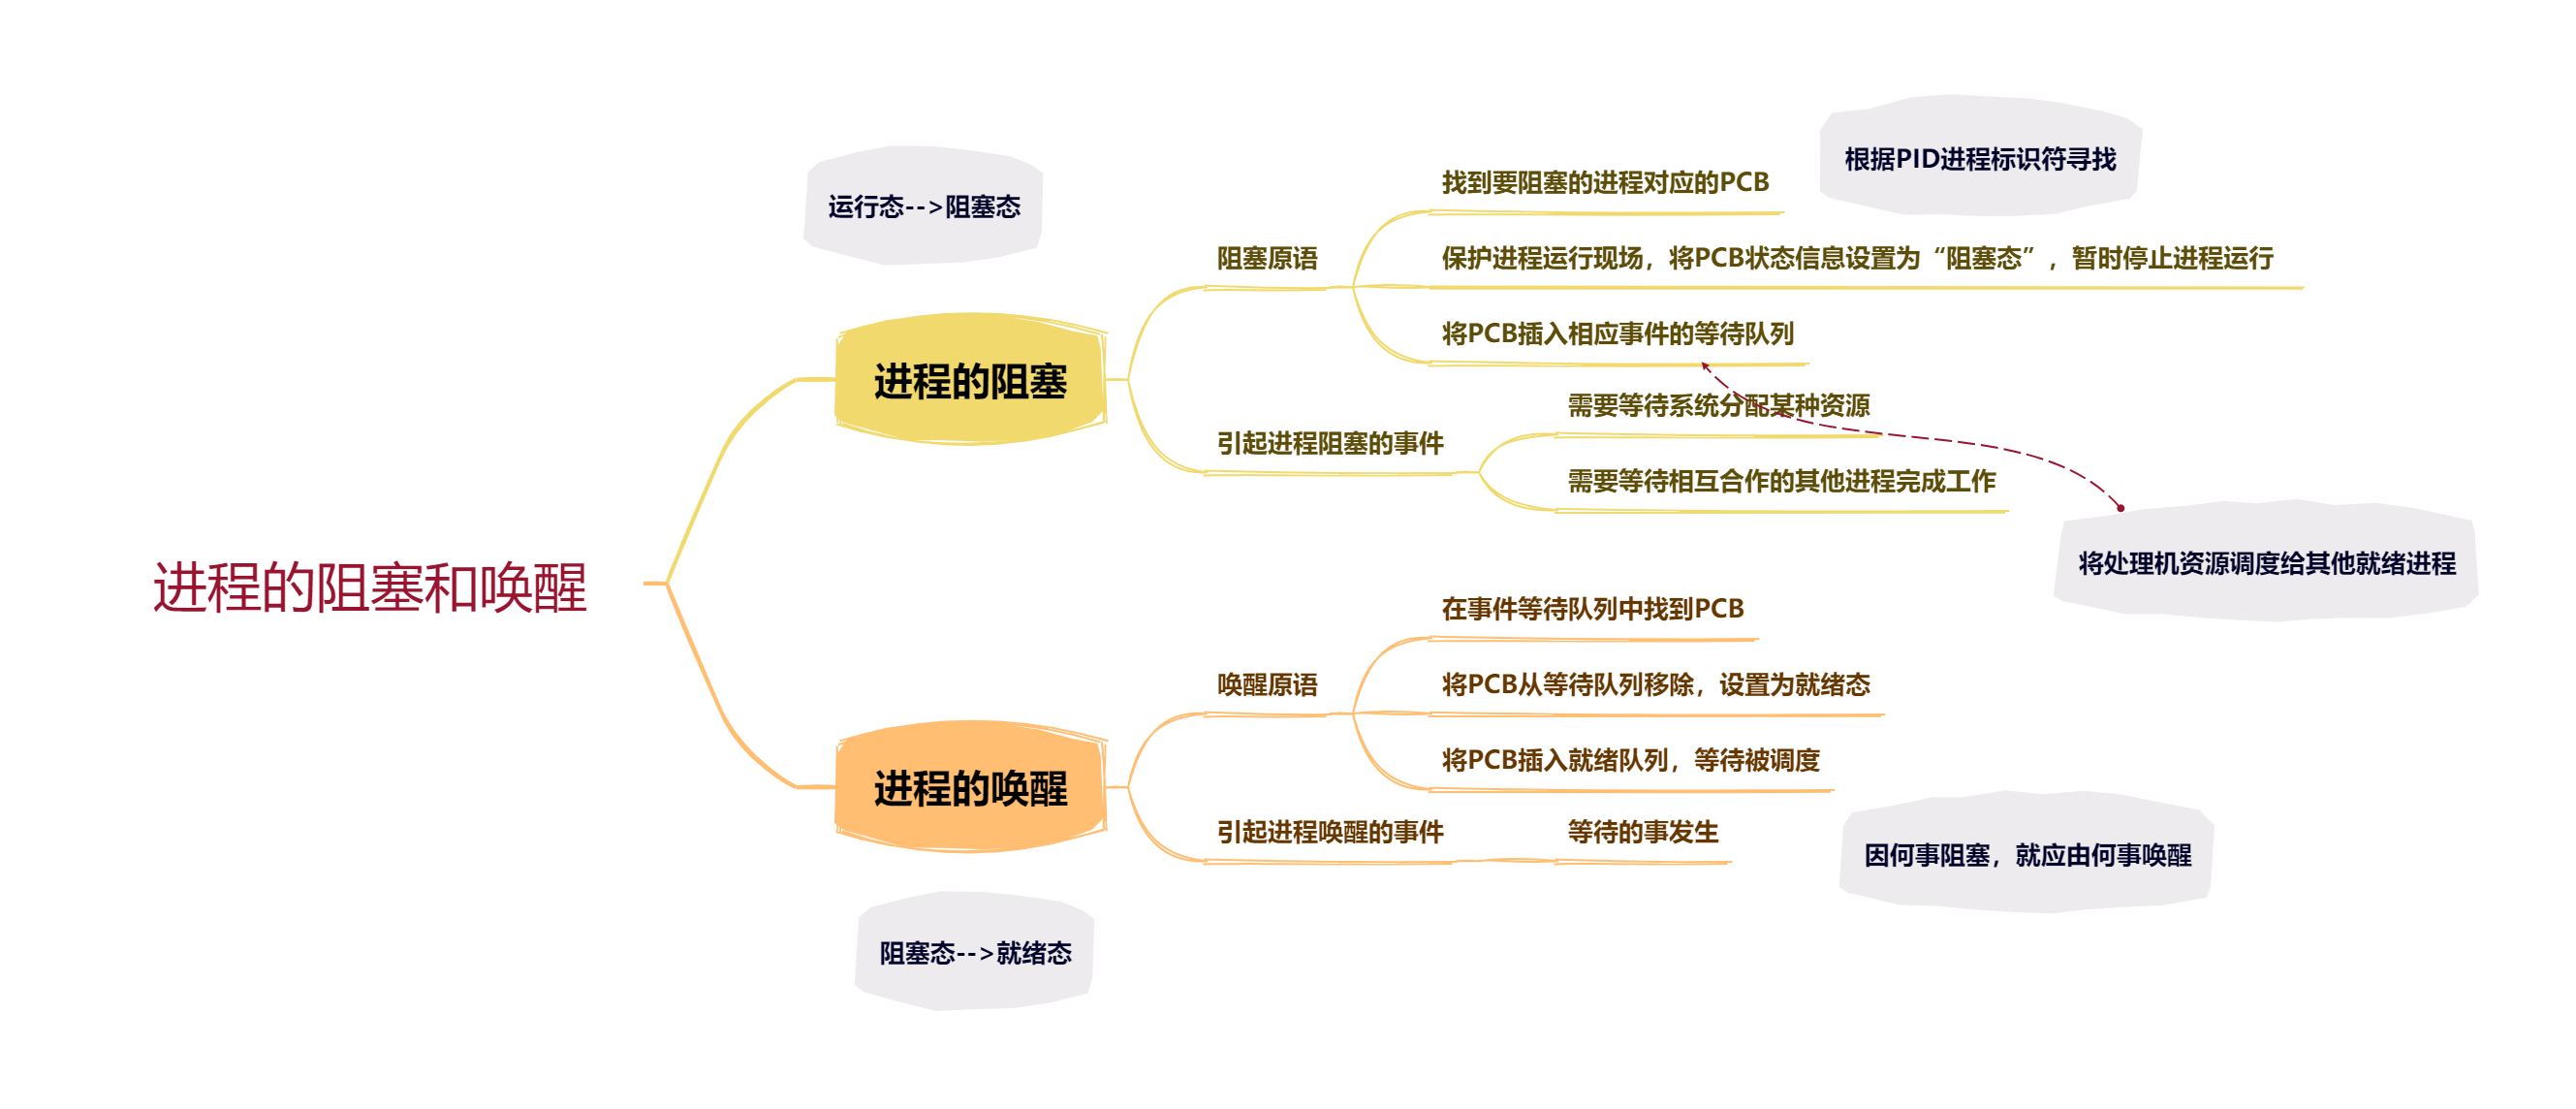 进程的阻塞和唤醒
运行态-->阻塞态
进程的阻塞
阻塞原语
找到要阻塞的进程对应的PCB
根据PID进程标识符寻找
保护进程运行现场，将PCB状态信息设置为“阻塞态”，暂时停止进程运行
将PCB插入相应事件的等待队列
引起进程阻塞的事件
需要等待系统分配某种资源
需要等待相互合作的其他进程完成工作
将处理机资源调度给其他就绪进程
进程的唤醒
唤醒原语
在事件等待队列中找到PCB
将PCB从等待队列移除，设置为就绪态
将PCB插入就绪队列，等待被调度
引起进程唤醒的事件
等待的事发生
因何事阻塞，就应由何事唤醒
阻塞态-->就绪态